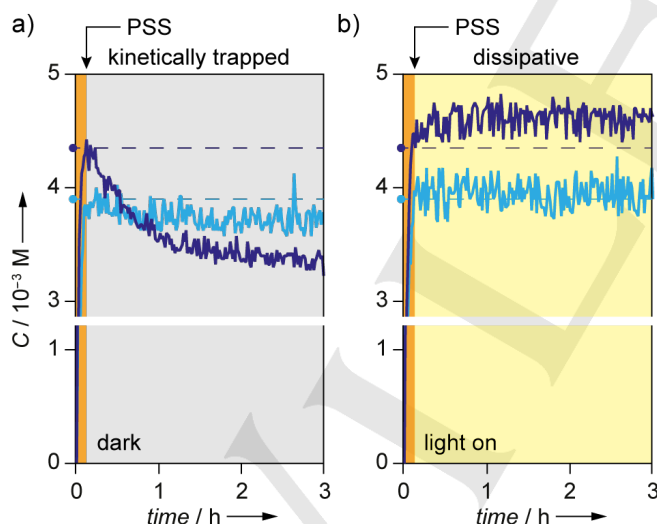 a)
PSS
kinetically trapped
5
4
3
1
0
C / 10⁻³ M
dark
0
1
2
3
time / h
b)
PSS
dissipative
5
4
3
1
0
light on
0
1
2
3
time / h